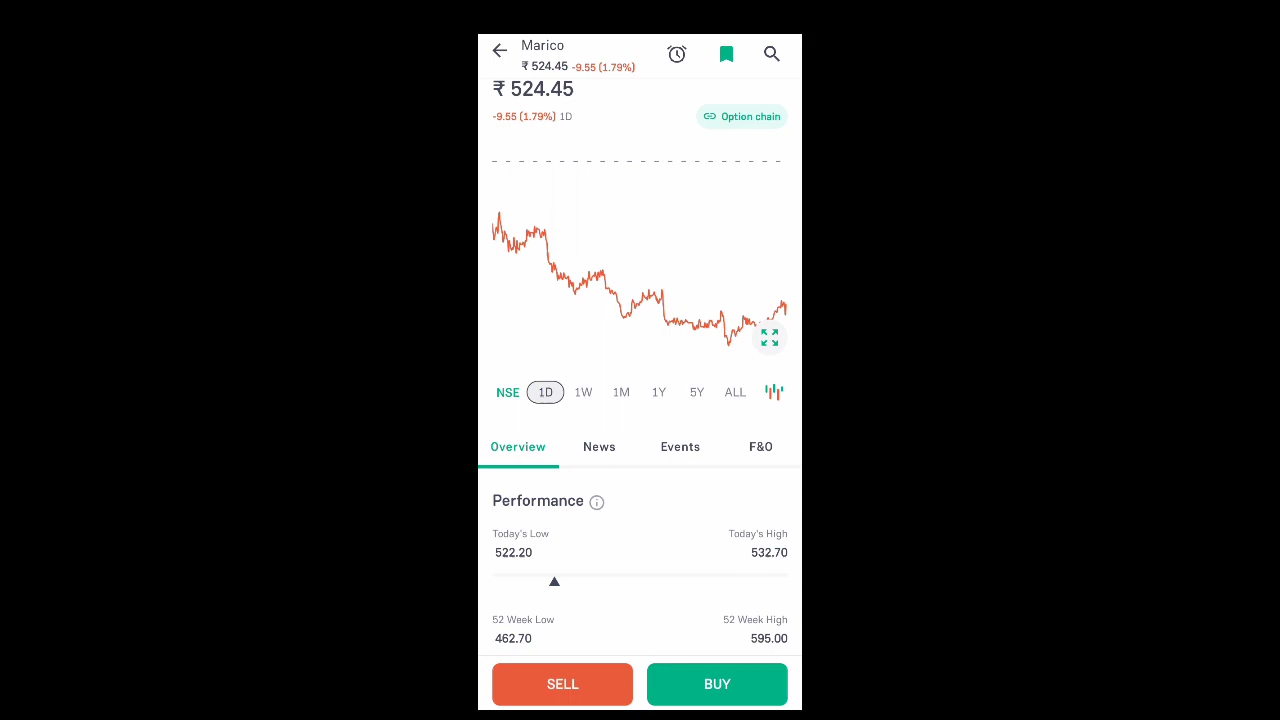 Marico
₹ 524.45 -9.55 (1.79%)
₹ 524.45
-9.55 (1.79%) 1D
Option chain
NSE 1D 1W 1M 1Y 5Y ALL
Overview News Events F&O
Performance
Today's Low Today's High
522.20 532.70
52 Week Low 52 Week High
462.70 595.00
SELL BUY